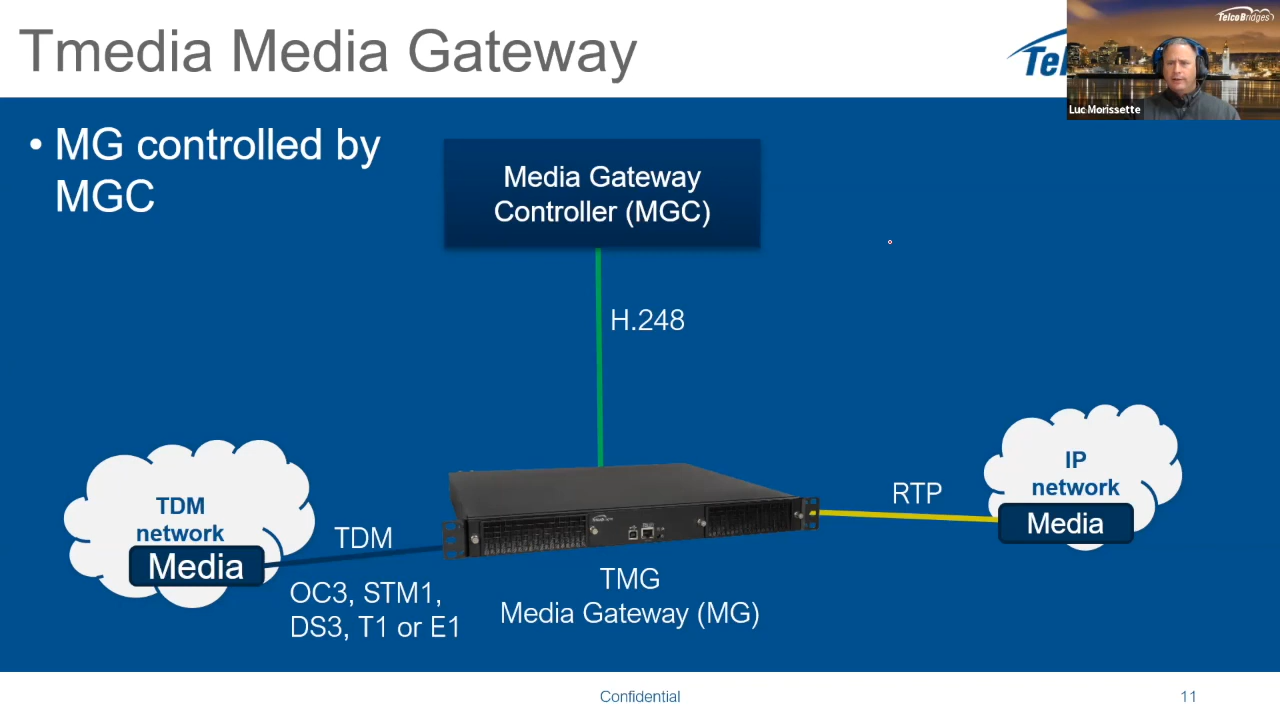 Tmedia Media Gateway
TelcoBridges
Luc Morissette
• MG controlled by
MGC
Media Gateway
Controller (MGC)
H.248
TDM
network
Media
TDM
OC3, STM1,
DS3, T1 or E1
TMG
Media Gateway (MG)
RTP
IP
network
Media
Confidential
11